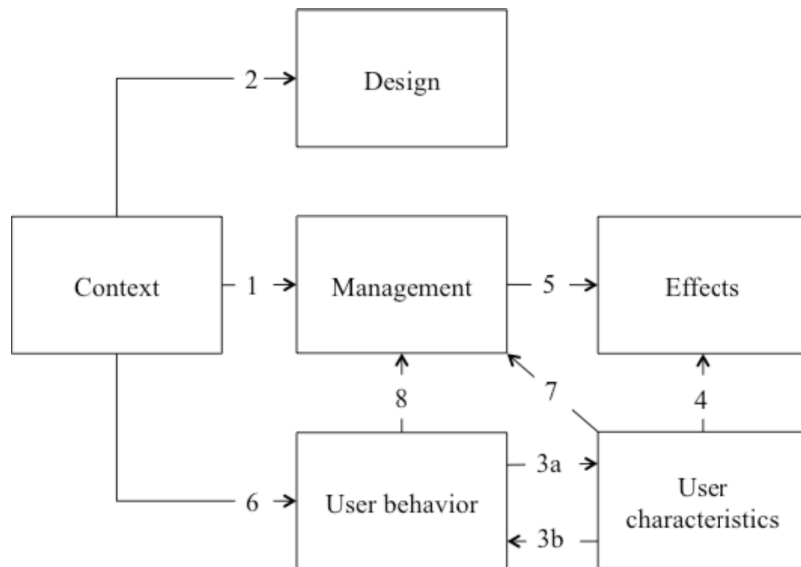 2
Design
Context
1
Management
5
Effects
8
7
4
6
User behavior
3a
3b
User
characteristics